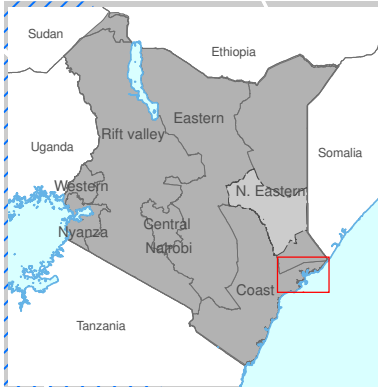 Sudan
Ethiopia
Eastern
Rift valley
Uganda
Somalia
Western
N. Eastern
Nyanza
Central
Nairobi
Coast
Tanzania